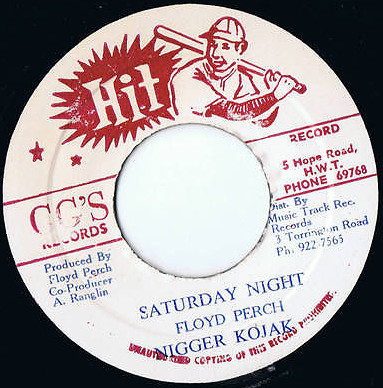 Hit
RECORD
5 Hope Road,
H.W.T.
PHONE 69768
GG'S
RECORDS
Dist. By
Music Track Rec.
Records
3 Torrington Road
Ph. 922-7565
Produced By
Floyd Perch
Co-Producer
A. Ranglin
SATURDAY NIGHT
FLOYD PERCH
NIGGER KOJAK
UNAUTHORISED COPYING OF THIS RECORD PROHIBITED